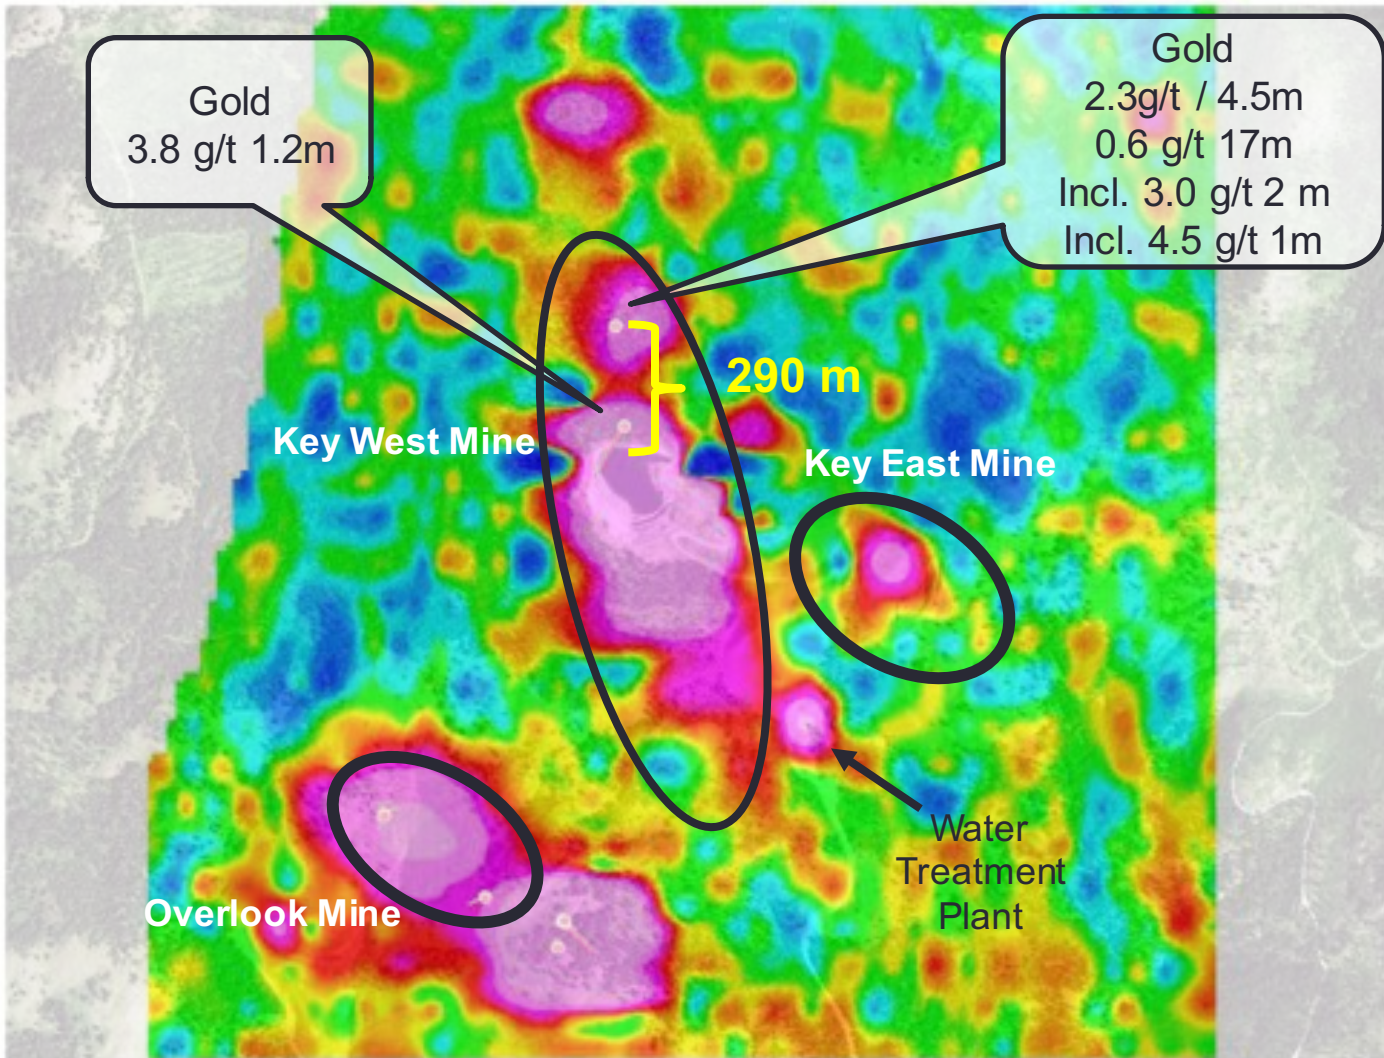 Gold
3.8 g/t 1.2m
Gold
2.3g/t / 4.5m
0.6 g/t 17m
Incl. 3.0 g/t 2 m
Incl. 4.5 g/t 1m
290 m
Key West Mine
Key East Mine
Water
Treatment
Plant
Overlook Mine